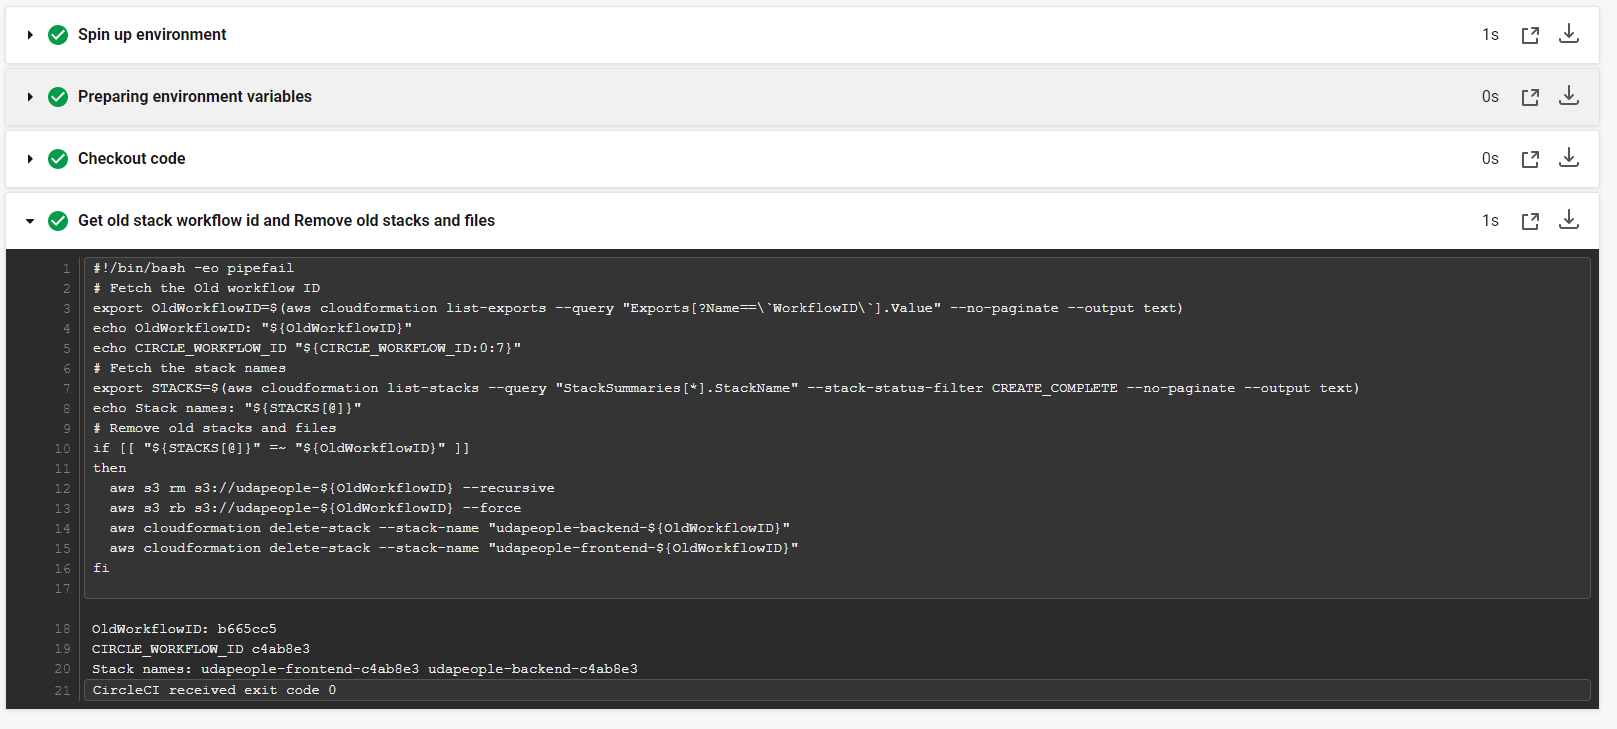 Spin up environment 1s
Preparing environment variables 0s
Checkout code 0s
Get old stack workflow id and Remove old stacks and files 1s
1 #!/bin/bash -eo pipefail
2 # Fetch the Old workflow ID
3 export OldWorkflowID=$(aws cloudformation list-exports --query "Exports[?Name==\`WorkflowID\`].Value" --no-paginate --output text)
4 echo OldWorkflowID: "${OldWorkflowID}"
5 echo CIRCLE_WORKFLOW_ID "${CIRCLE_WORKFLOW_ID:0:7}"
6 # Fetch the stack names
7 export STACKS=$(aws cloudformation list-stacks --query "StackSummaries[*].StackName" --stack-status-filter CREATE_COMPLETE --no-paginate --output text)
8 echo Stack names: "${STACKS[@]}"
9 # Remove old stacks and files
10 if [[ "${STACKS[@]}" =~ "${OldWorkflowID}" ]]
11 then
12   aws s3 rm s3://udapeople-${OldWorkflowID} --recursive
13   aws s3 rb s3://udapeople-${OldWorkflowID} --force
14   aws cloudformation delete-stack --stack-name "udapeople-backend-${OldWorkflowID}"
15   aws cloudformation delete-stack --stack-name "udapeople-frontend-${OldWorkflowID}"
16 fi
17
18 OldWorkflowID: b665cc5
19 CIRCLE_WORKFLOW_ID c4ab8e3
20 Stack names: udapeople-frontend-c4ab8e3 udapeople-backend-c4ab8e3
21 CircleCI received exit code 0